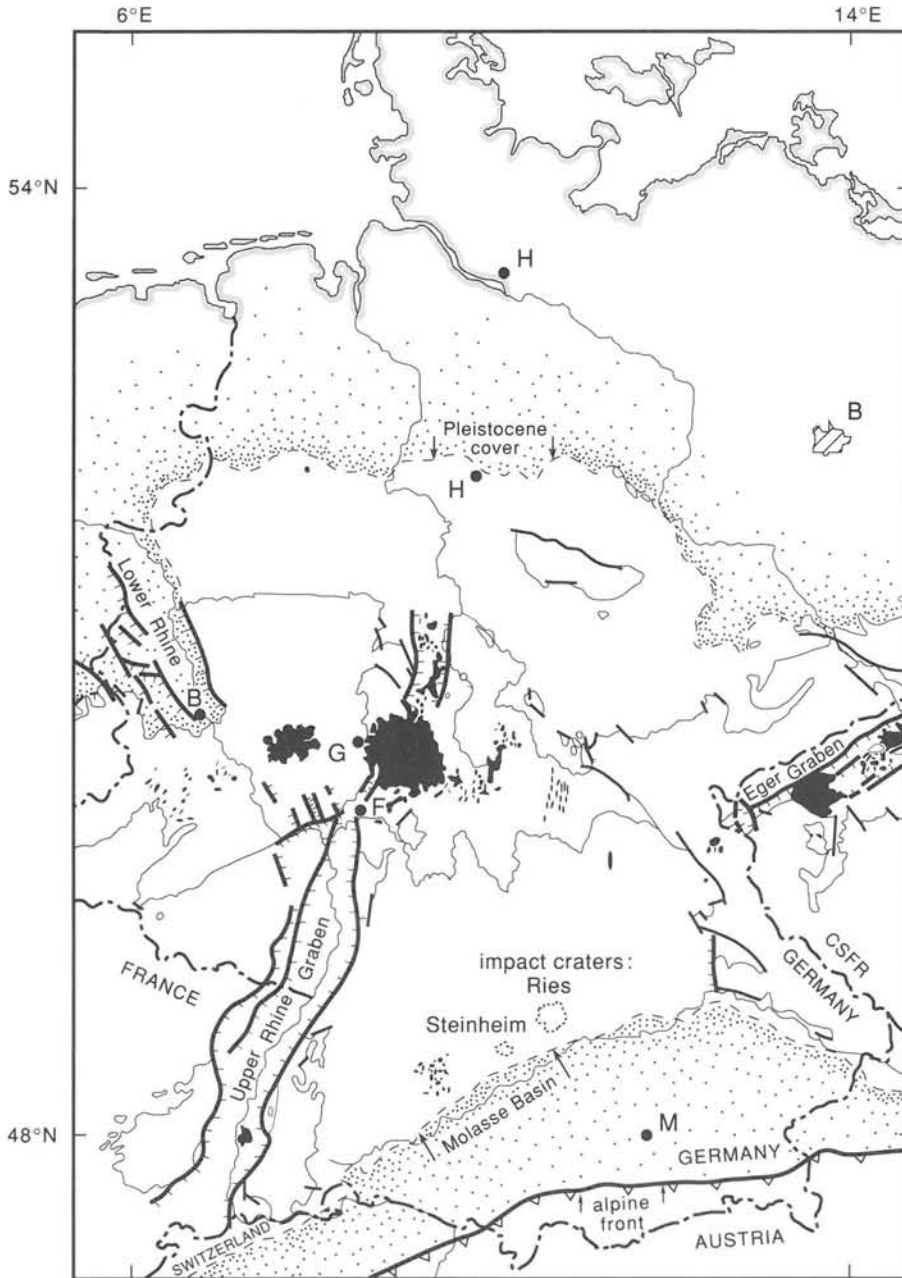 6°E
14°E
54°N
H
B
Pleistocene
cover
H
Lower
Rhine
B
G
Eger Graben
F
Upper Rhine Graben
FRANCE
CSFR
GERMANY
impact craters:
Ries
Steinheim
Molasse Basin
48°N
M
GERMANY
alpine
front
SWITZERLAND
AUSTRIA